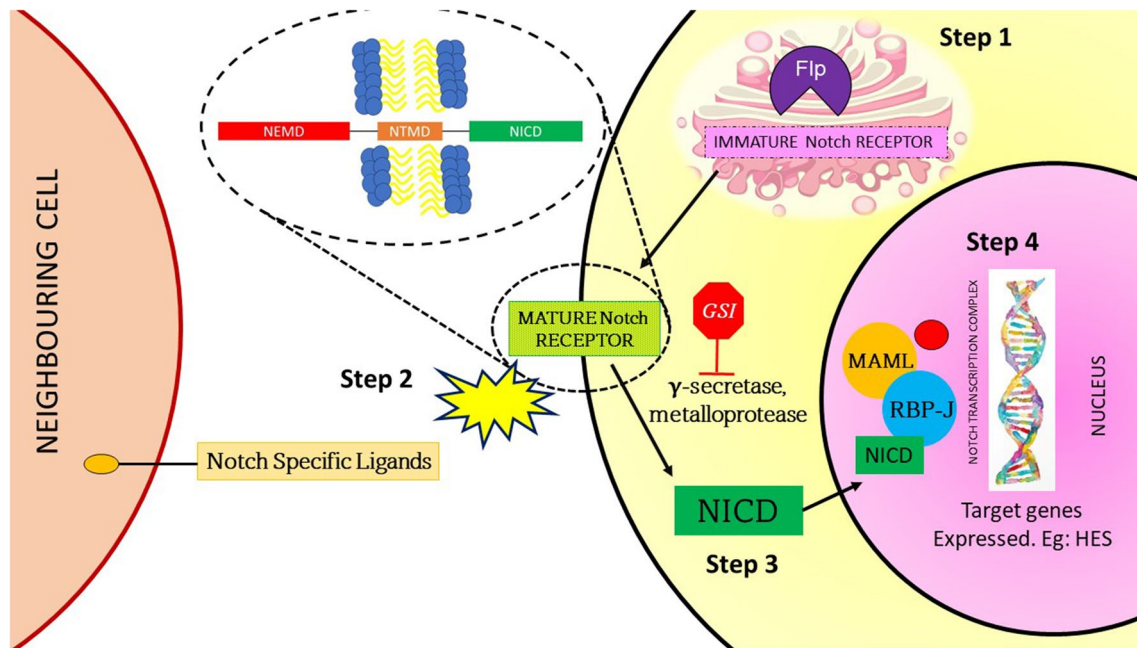 Step 1
Flp
IMMATURE Notch RECEPTOR
NEMD
NTMD
NICD
NEIGHBOURING CELL
Step 4
GSI
MATURE Notch
RECEPTOR
Step 2
γ-secretase,
metalloprotease
MAML
RBP-J
NICD
NOTCH TRANSCRIPTION COMPLEX
NUCLEUS
Notch Specific Ligands
NICD
Step 3
Target genes
Expressed. Eg: HES